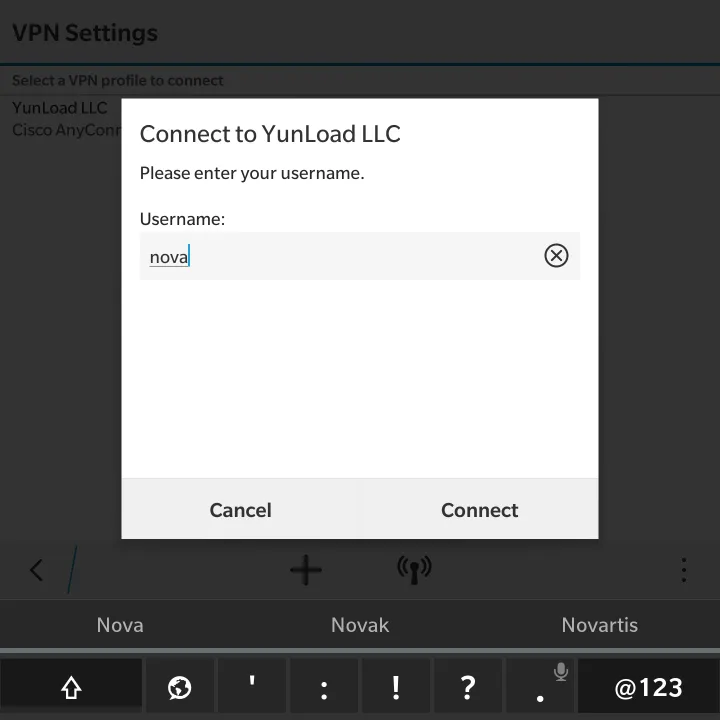 VPN Settings
Select a VPN profile to connect
YunLoad LLC
Cisco AnyConn
Connect to YunLoad LLC
Please enter your username.
Username:
nova
Cancel
Connect
Nova
Novak
Novartis
' : ! ? . @123